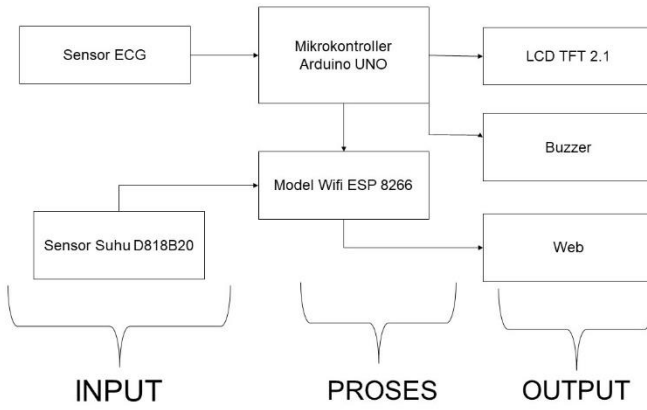 Sensor ECG
Mikrokontroller
Arduino UNO
LCD TFT 2.1
Buzzer
Model Wifi ESP 8266
Sensor Suhu D818B20
Web
INPUT
PROSES
OUTPUT